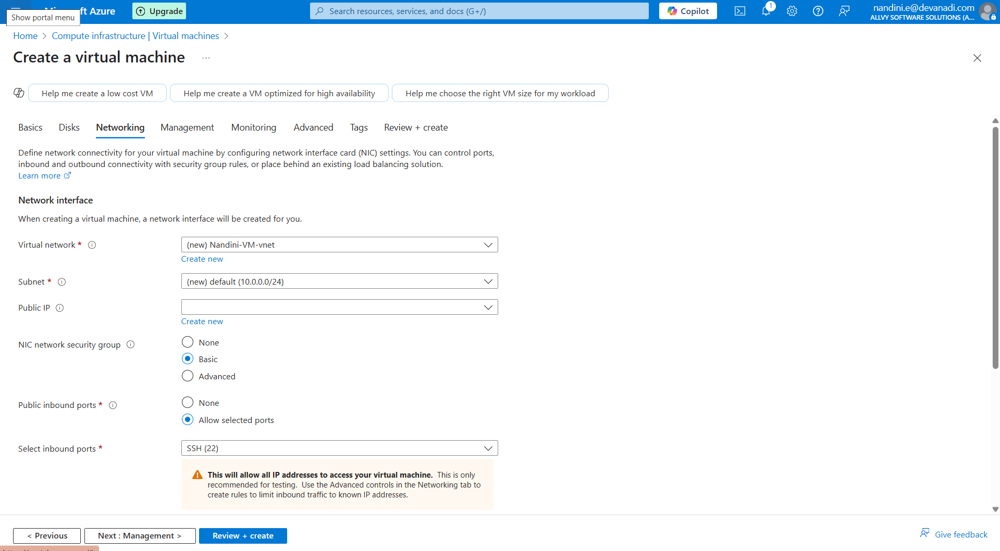 ft Azure
Show portal menu
Upgrade
Search resources, services, and docs (G+/)
Copilot
1
nandini.e@devanadi.com
ALLVY SOFTWARE SOLUTIONS (A...
Home > Compute infrastructure | Virtual machines >
Create a virtual machine ...
Help me create a low cost VM
Help me create a VM optimized for high availability
Help me choose the right VM size for my workload
Basics Disks Networking Management Monitoring Advanced Tags Review + create
Define network connectivity for your virtual machine by configuring network interface card (NIC) settings. You can control ports,
inbound and outbound connectivity with security group rules, or place behind an existing load balancing solution.
Learn more
Network interface
When creating a virtual machine, a network interface will be created for you.
Virtual network *
(new) Nandini-VM-vnet
Create new
Subnet *
(new) default (10.0.0.0/24)
Public IP
Create new
NIC network security group
None
Basic
Advanced
Public inbound ports *
None
Allow selected ports
Select inbound ports *
SSH (22)
This will allow all IP addresses to access your virtual machine. This is only
recommended for testing. Use the Advanced controls in the Networking tab to
create rules to limit inbound traffic to known IP addresses.
< Previous
Next : Management >
Review + create
Give feedback